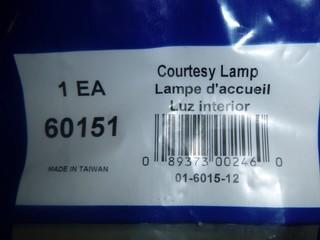 1 EA
60151
MADE IN TAIWAN
Courtesy Lamp
Lampe d'accueil
Luz interior
0 89373 00246 0
01-6015-12